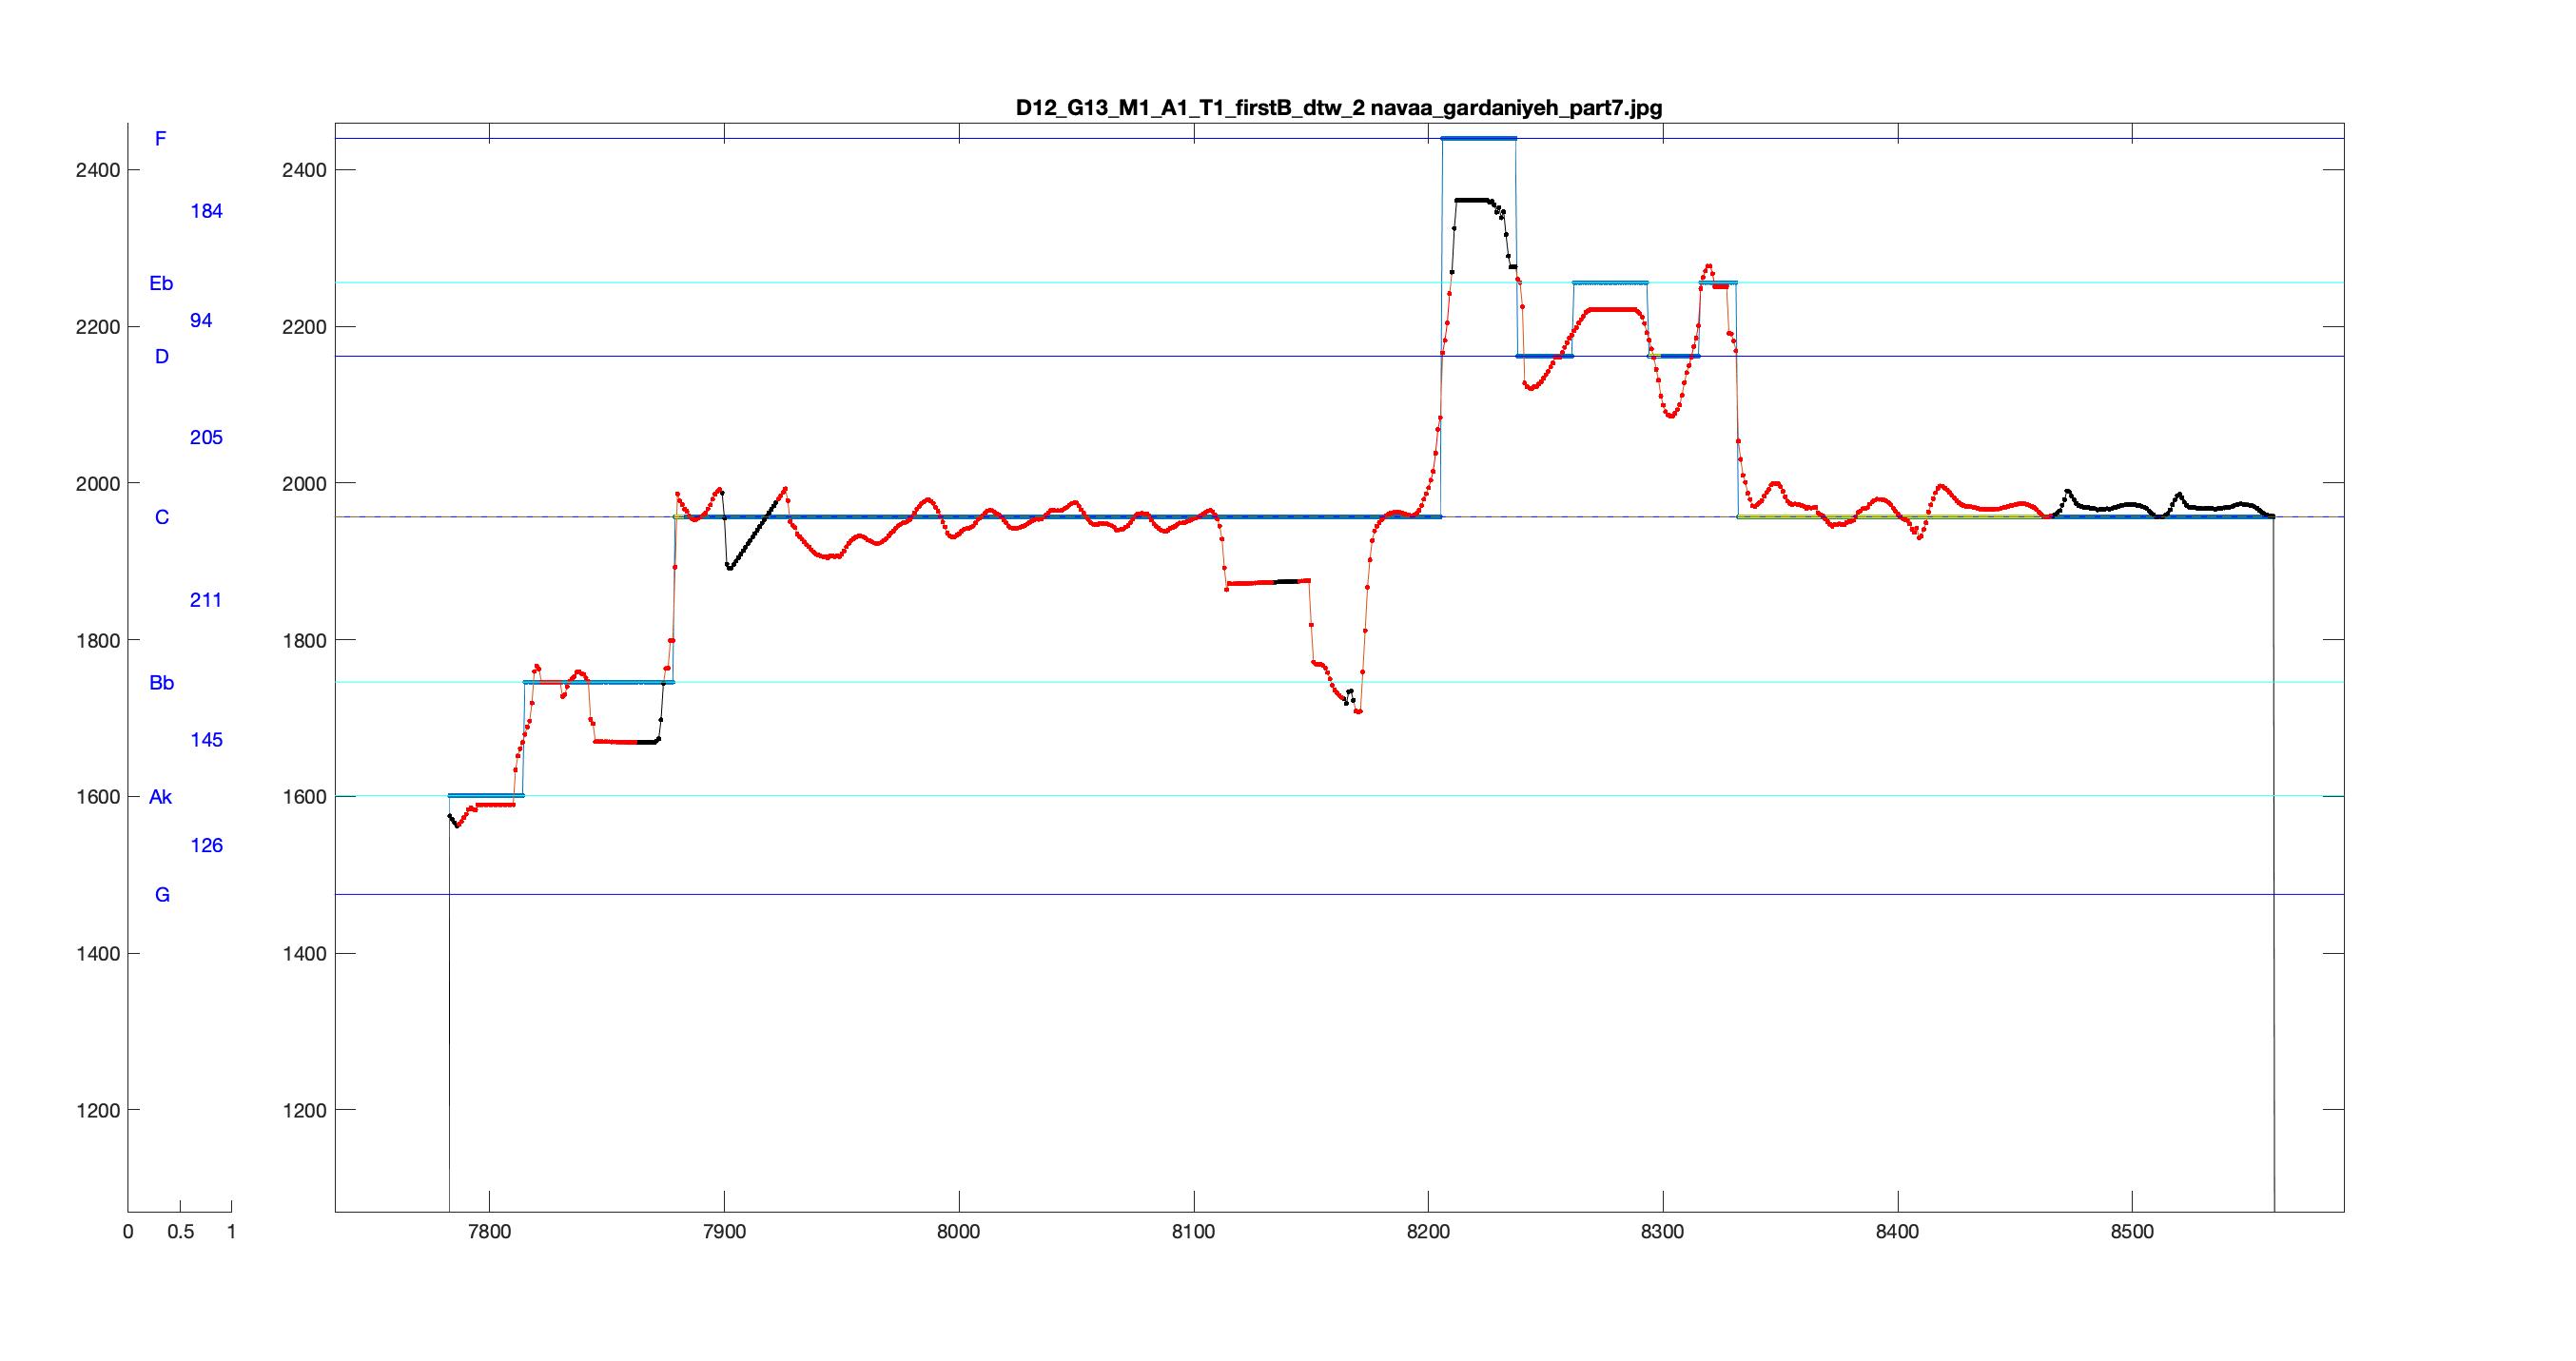 D12_G13_M1_A1_T1_firstB_dtw_2 navaa_gardaniyeh_part7.jpg
F
2400 2400
184
Eb
94
2200 2200
D
205
2000 2000
C
211
1800 1800
Bb
145
1600 Ak 1600
126
G
1400 1400
1200 1200
0 0.5 1 7800 7900 8000 8100 8200 8300 8400 8500